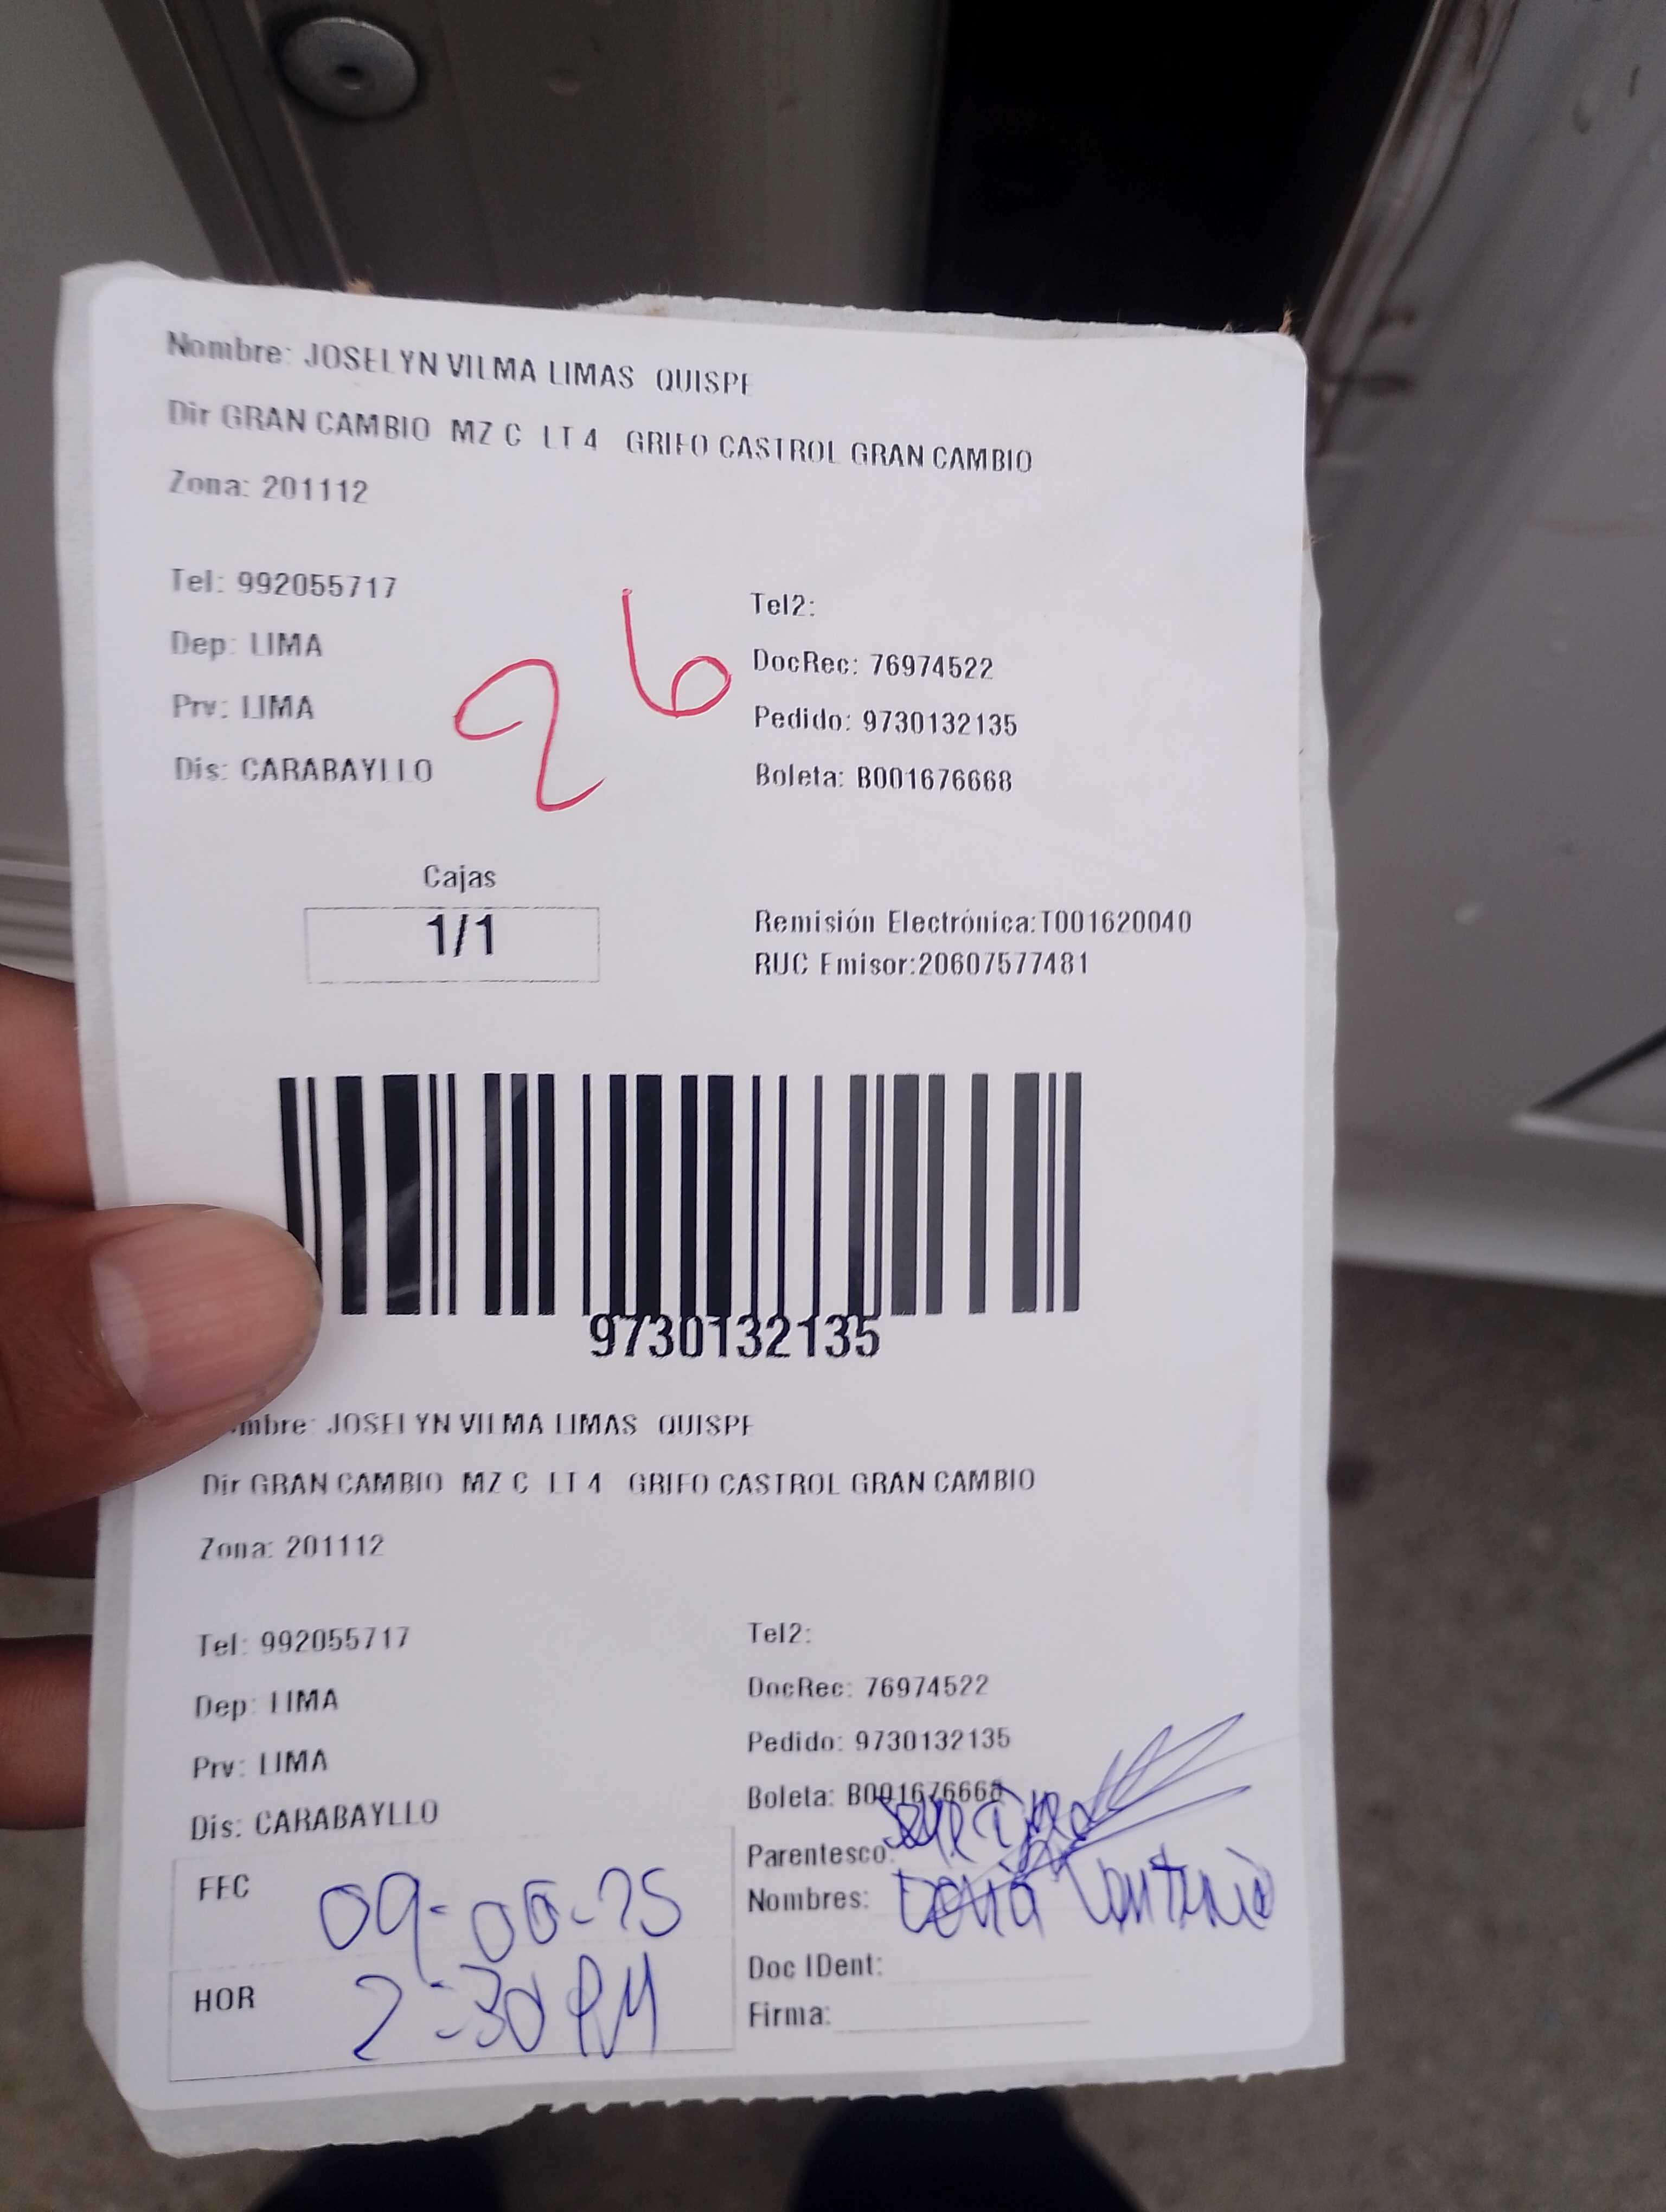 Nombre: JOSELYN VILMA LIMAS QUISPE
Dir GRAN CAMBIO MZ C LT 4 GRIFO CASTROL GRAN CAMBIO
Zona: 201112
Tel: 992055717
Tel2:
Dep: LIMA
DocRec: 76974522
Prv: LIMA
Pedido: 9730132135
Dis: CARABAYLLO
Boleta: B001676668
26
Cajas
1/1
Remisión Electrónica:T001620040
RUC Emisor:20607577481
9730132135
mbre: JOSELYN VILMA LIMAS QUISPE
Dir GRAN CAMBIO MZ C LT 4 GRIFO CASTROL GRAN CAMBIO
Zona: 201112
Tel: 992055717
Tel2:
Dep: LIMA
DocRec: 76974522
Prv: LIMA
Pedido: 9730132135
Dis: CARABAYLLO
Boleta: B001676668
Parentesco:
FEC 09-06-25
Nombres:
HOR 2:30 PM
Doc IDent:
Firma: